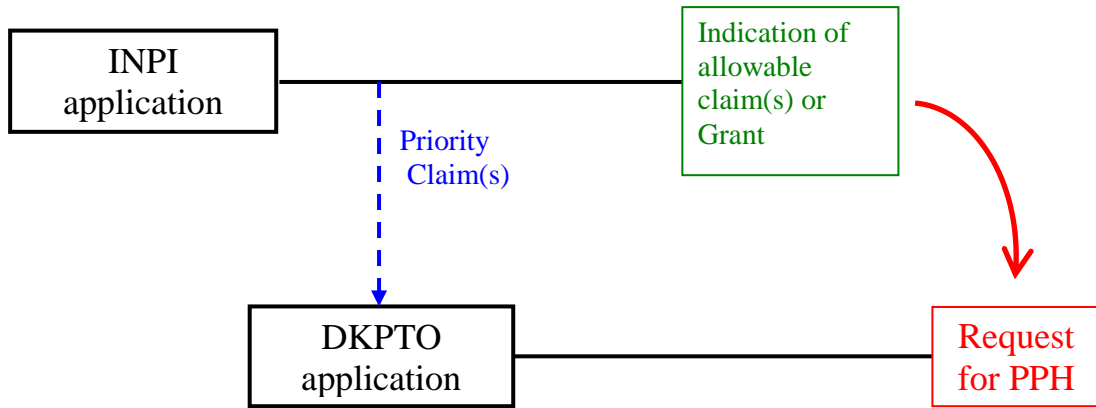 INPI
application
Indication of
allowable
claim(s) or
Grant
Priority
Claim(s)
DKPTO
application
Request
for PPH